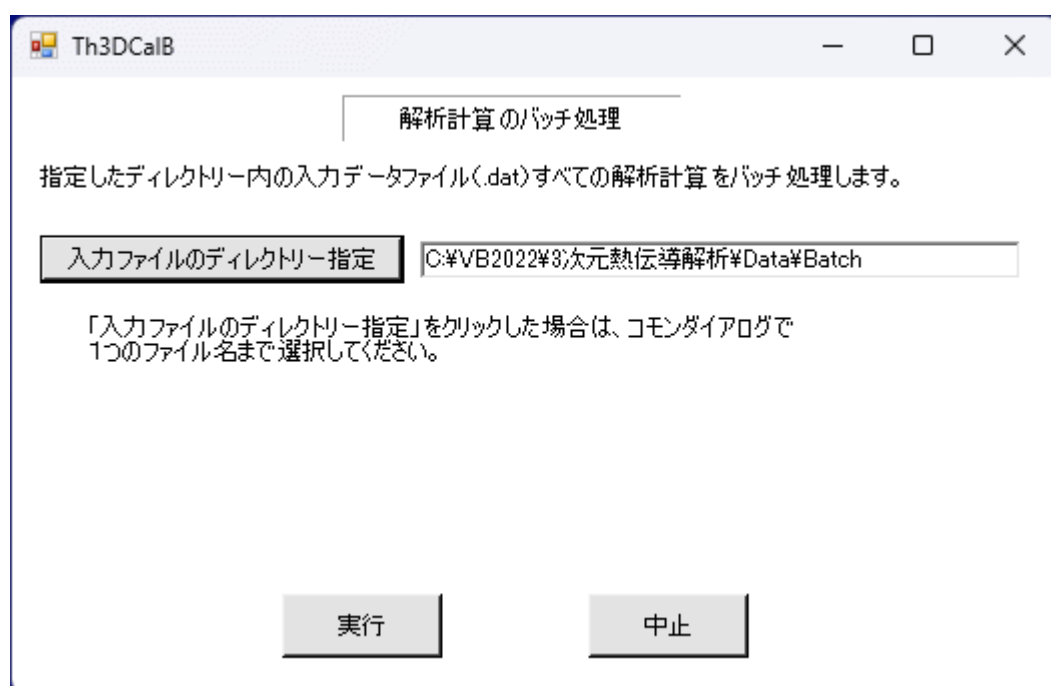 Th3DCalB
解析計算のバッチ処理
指定したディレクトリー内の入力データファイル(.dat)すべての解析計算をバッチ処理します。
入力ファイルのディレクトリー指定 C:¥VB2022¥3次元熱伝導解析¥Data¥Batch
「入力ファイルのディレクトリー指定」をクリックした場合は、コモンダイアログで
1つのファイル名まで選択してください。
実行 中止